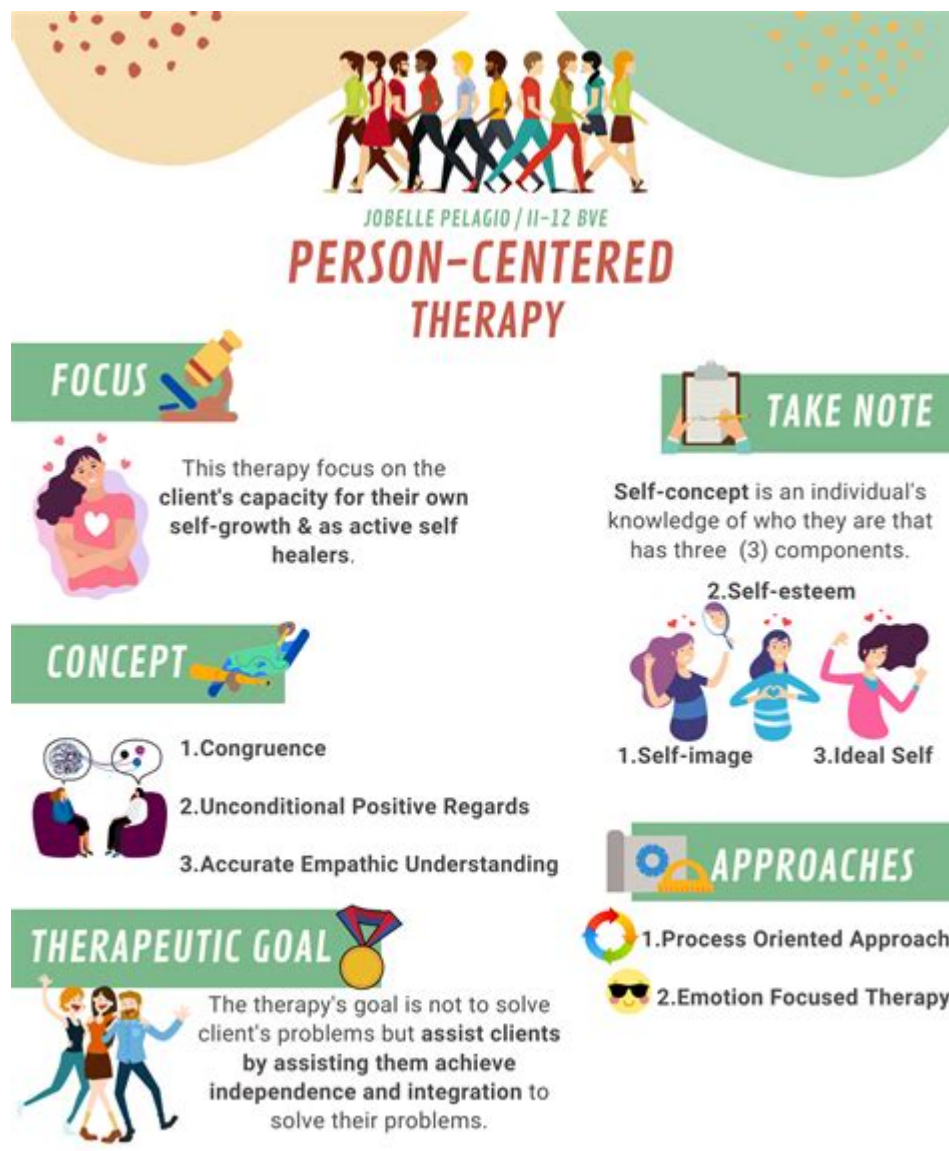 JOBELLE PELAGIO / 11-12 BVE
PERSON-CENTERED
THERAPY
FOCUS
This therapy focus on the
client's capacity for their own
self-growth & as active self
healers.
CONCEPT
1.Congruence
2.Unconditional Positive Regards
3.Accurate Empathic Understanding
THERAPEUTIC GOAL
The therapy's goal is not to solve
client's problems but assist clients
by assisting them achieve
independence and integration to
solve their problems.
TAKE NOTE
Self-concept is an individual's
knowledge of who they are that
has three (3) components.
2.Self-esteem
1.Self-image
3.Ideal Self
APPROACHES
1.Process Oriented Approach
2.Emotion Focused Therapy